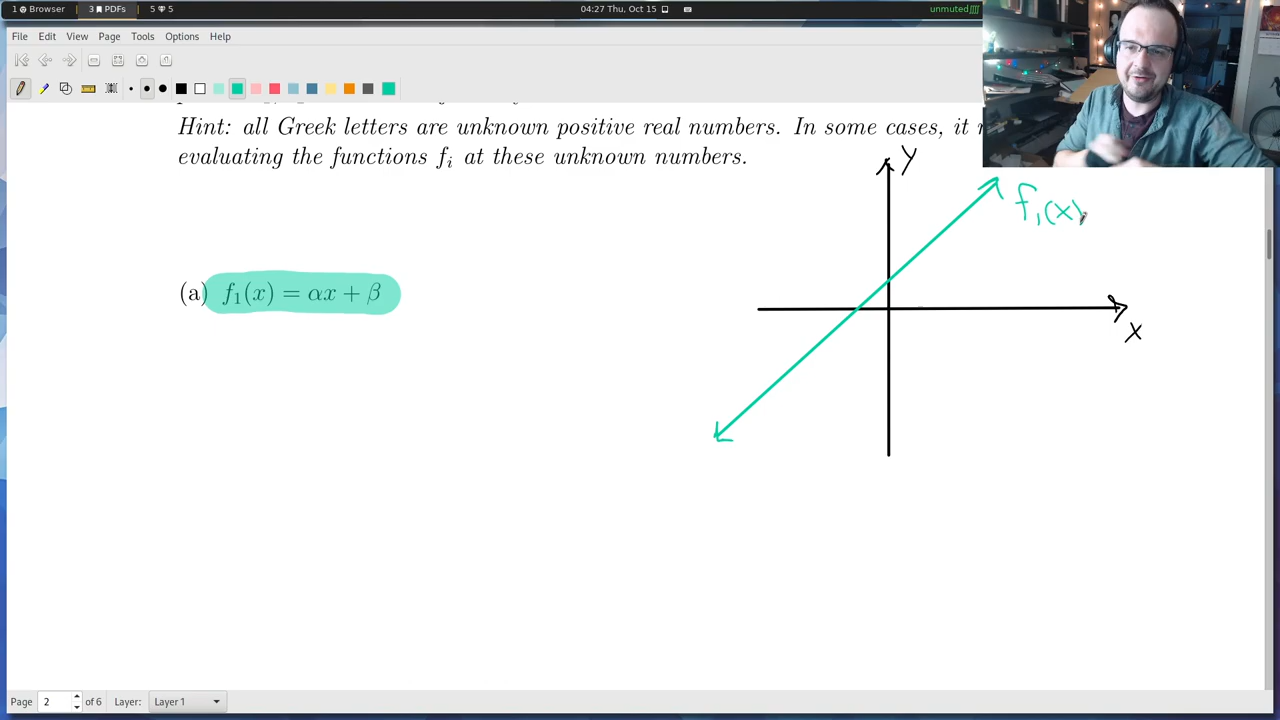 1 Browser 3 PDFs 5 5 04:27 Thu, Oct 15 unmuted
File Edit View Page Tools Options Help
Hint: all Greek letters are unknown positive real numbers. In some cases, it
evaluating the functions fᵢ at these unknown numbers.
y
f₁(x)
(a) f₁(x) = αx + β
x
Page 2 of 6 Layer: Layer 1